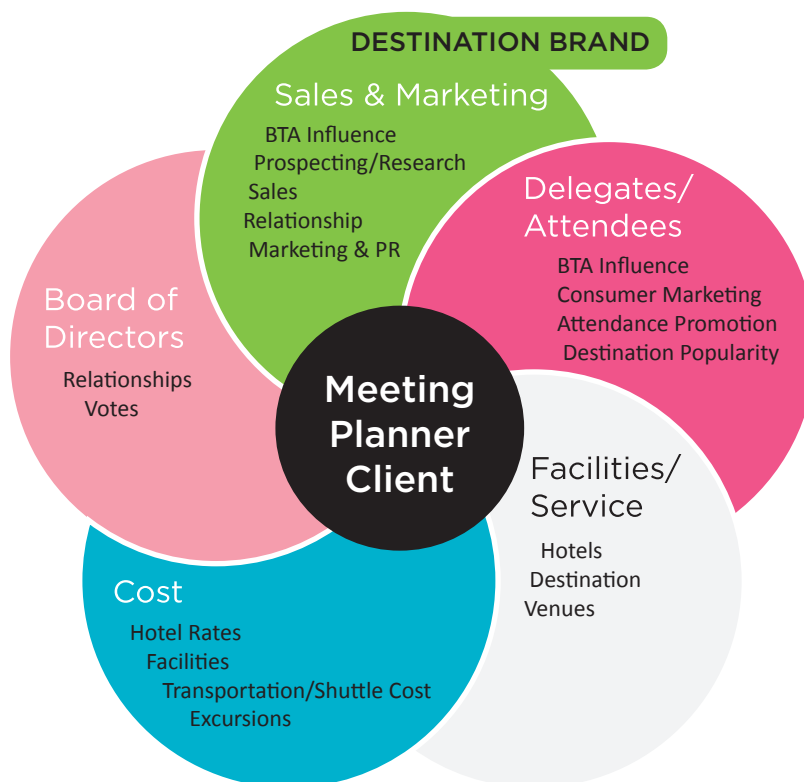 DESTINATION BRAND
Sales & Marketing
BTA Influence
Prospecting/Research
Sales
Relationship
Marketing & PR
Delegates/
Attendees
BTA Influence
Consumer Marketing
Attendance Promotion
Destination Popularity
Board of
Directors
Relationships
Votes
Meeting
Planner
Client
Facilities/
Service
Hotels
Destination
Venues
Cost
Hotel Rates
Facilities
Transportation/Shuttle Cost
Excursions